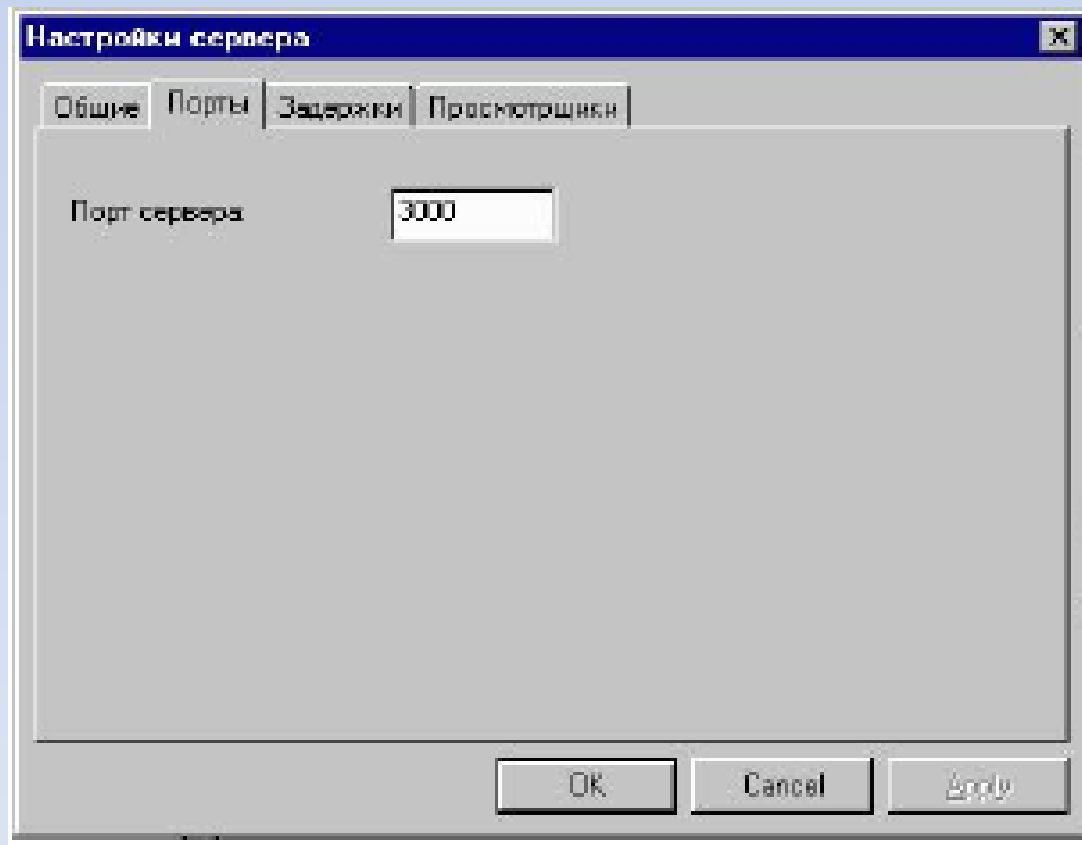 Настройки сервера
Общие Порты Задержки Просмотрщики
Порт сервера 3000
OK Cancel Apply